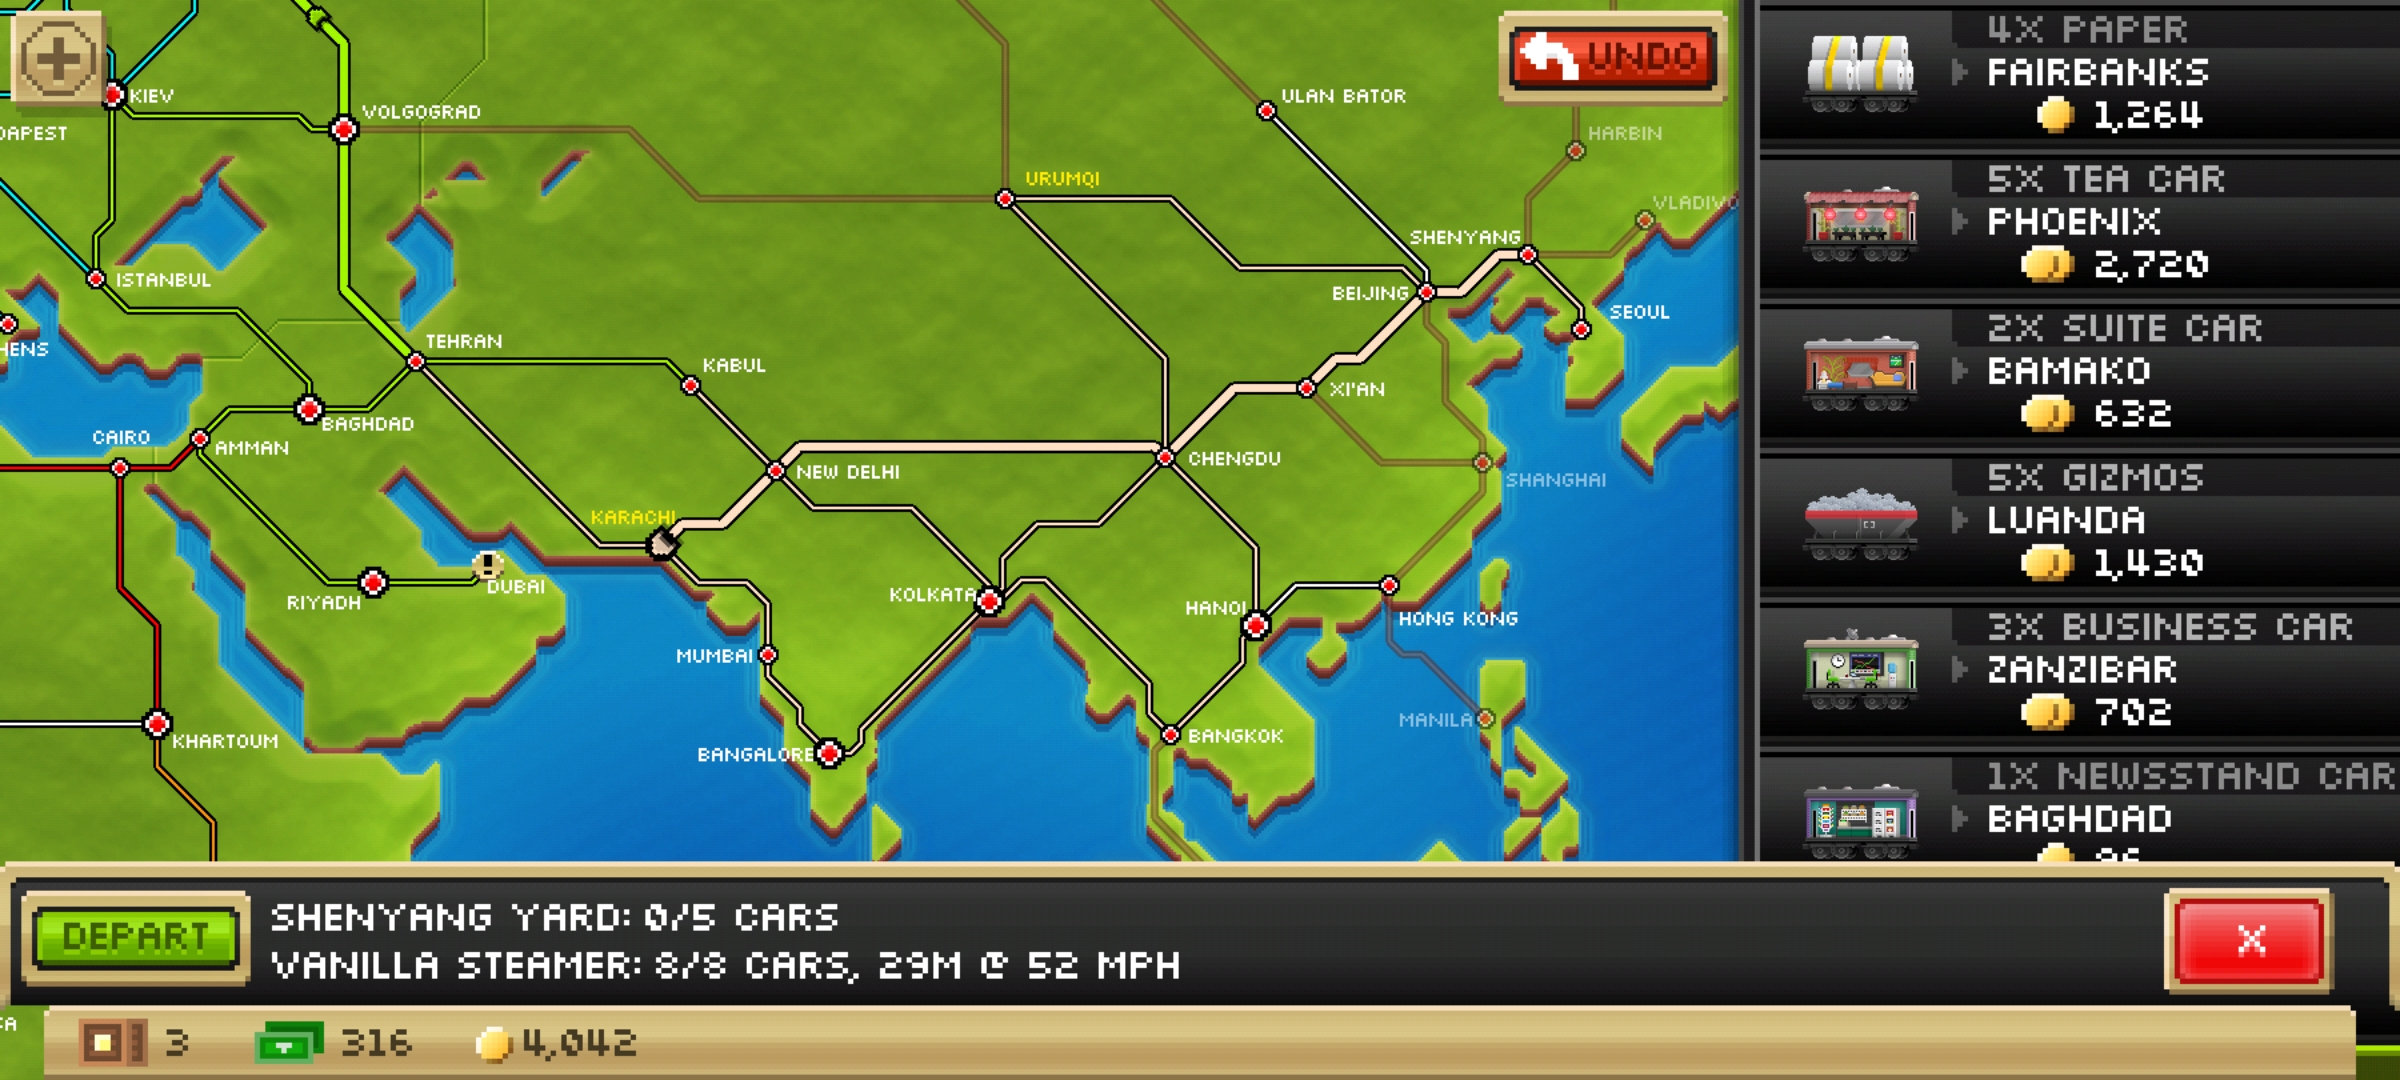 KIEV
DAPEST
VOLGOGRAD
ULAN BATOR
UNDO
HARBIN
URUMQI
SHENYANG
ISTANBUL
BEIJING
SEOUL
HENS
TEHRAN
KABUL
XI'AN
BAGHDAD
CAIRO
AMMAN
NEW DELHI
CHENGDU
SHANGHAI
KARACHI
DUBAI
RIYADH
KOLKATA
HANOI
HONG KONG
MUMBAI
MANILA
BANGKOK
KHARTOUM
BANGALORE
VLADIVO
4X PAPER
FAIRBANKS
1,264
5X TEA CAR
PHOENIX
2,720
2X SUITE CAR
BAMAKO
632
5X GIZMOS
LUANDA
1,430
3X BUSINESS CAR
ZANZIBAR
702
1X NEWSSTAND CAR
BAGHDAD
DEPART
SHENYANG YARD: 0/5 CARS
VANILLA STEAMER: 8/8 CARS, 29M @ 52 MPH
X
3
316
4,042